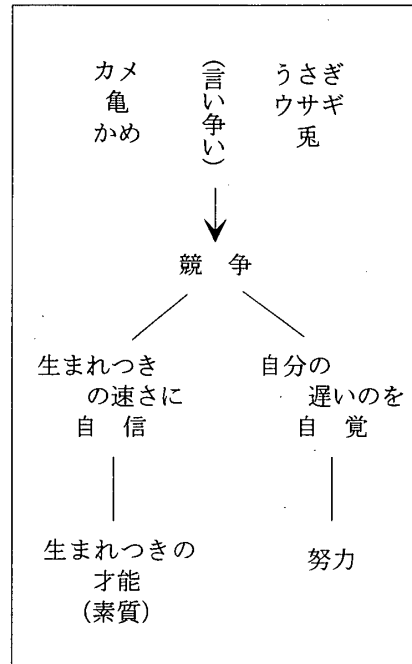 カメ
亀
かめ
(言い争い)
うさぎ
ウサギ
兎
競　争
生まれつき
の速さに
自　信
自分の
遅いのを
自　覚
生まれつきの
才能
(素質)
努力